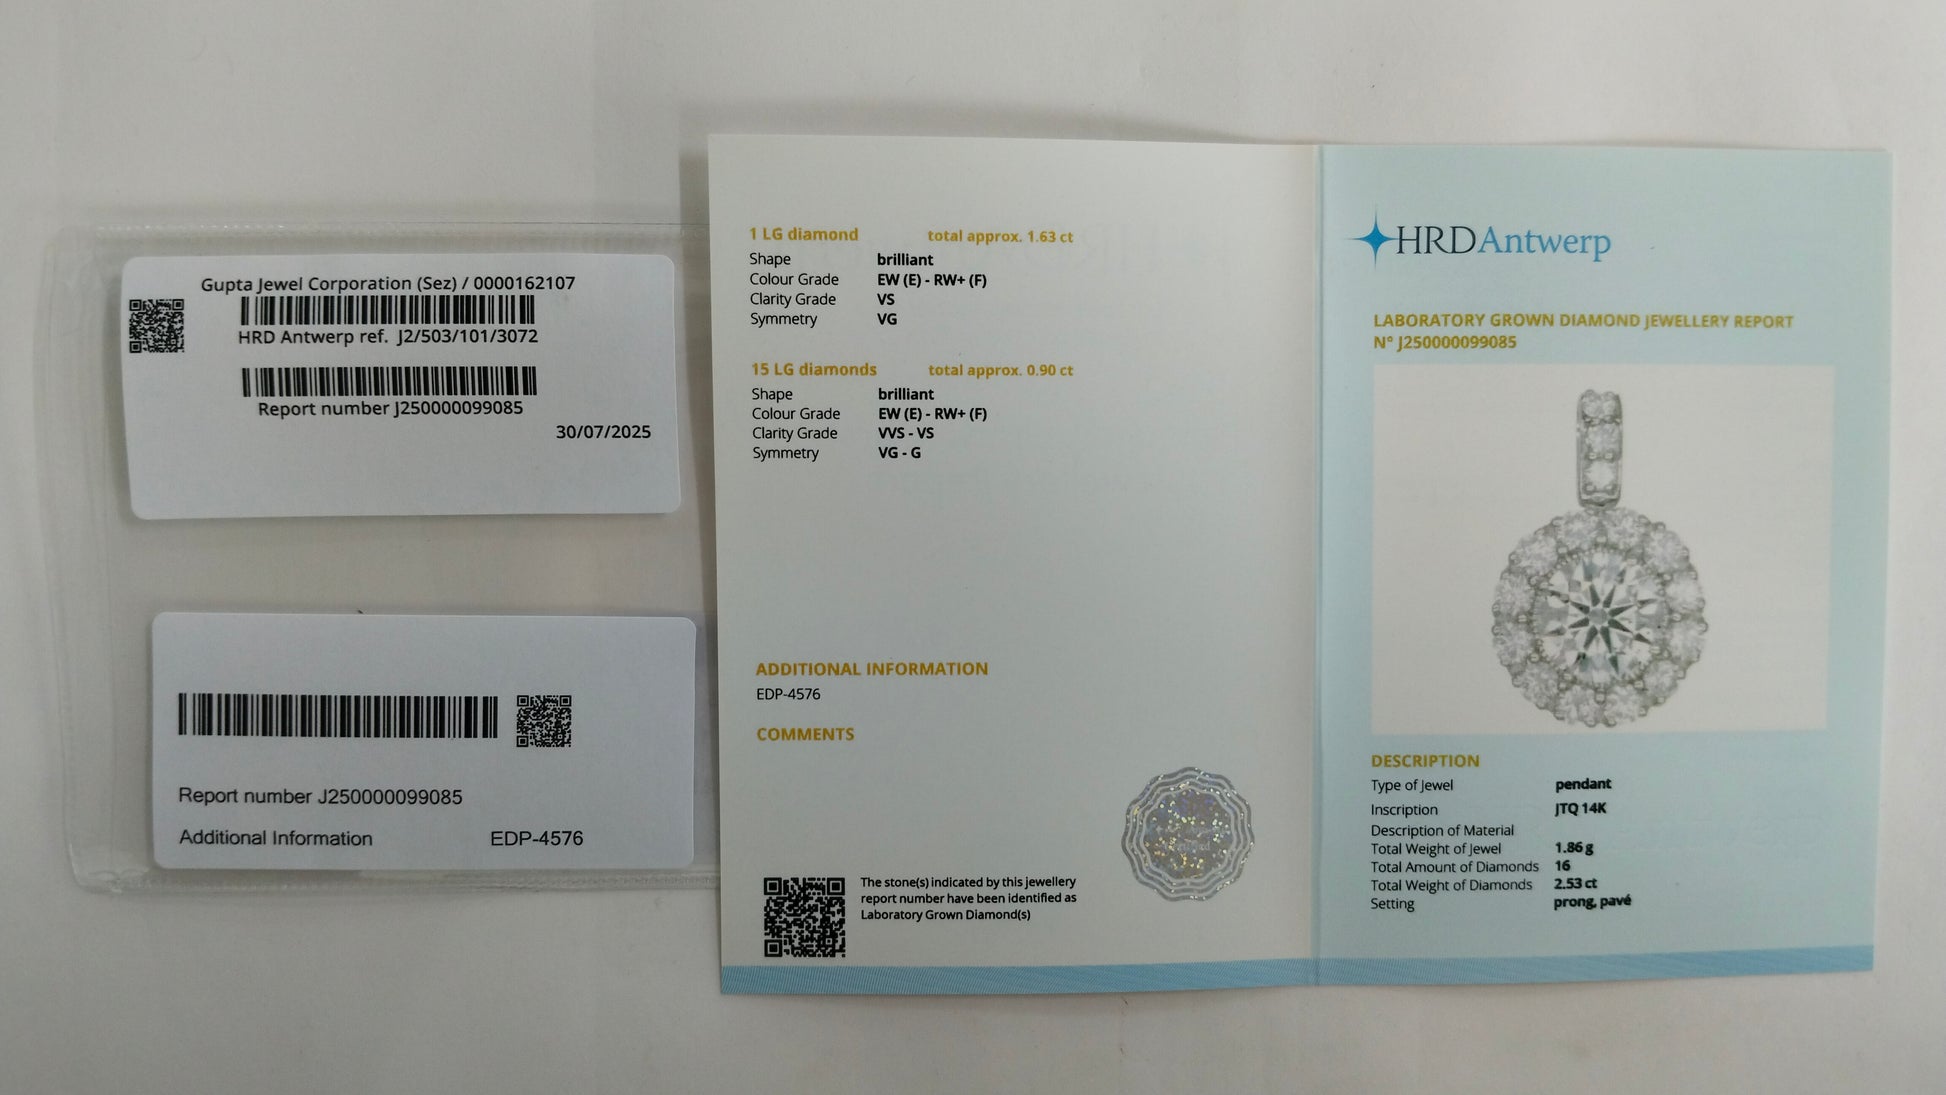 Gupta Jewel Corporation (Sez) / 0000162107
HRD Antwerp ref. J2/503/101/3072
Report number J250000099085
30/07/2025
Report number J250000099085
Additional Information EDP-4576
1 LG diamond total approx. 1.63 ct
Shape brilliant
Colour Grade EW (E) - RW+ (F)
Clarity Grade VS
Symmetry VG
15 LG diamonds total approx. 0.90 ct
Shape brilliant
Colour Grade EW (E) - RW+ (F)
Clarity Grade VVS - VS
Symmetry VG - G
ADDITIONAL INFORMATION
EDP-4576
COMMENTS
The stone(s) indicated by this jewellery
report number have been identified as
Laboratory Grown Diamond(s)
HRDAntwerp
LABORATORY GROWN DIAMOND JEWELLERY REPORT
N° J250000099085
DESCRIPTION
Type of Jewel pendant
Inscription JTQ 14K
Description of Material
Total Weight of Jewel 1.86 g
Total Amount of Diamonds 16
Total Weight of Diamonds 2.53 ct
Setting prong, pavé